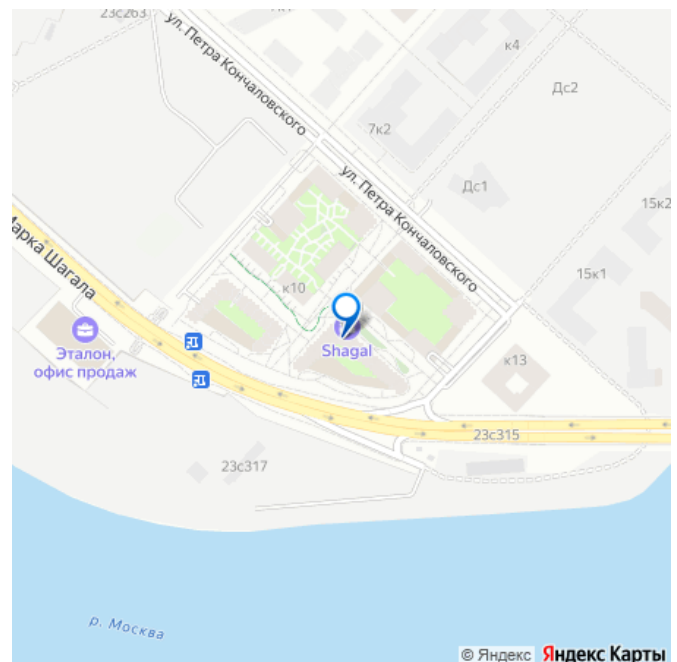 23с263
ул. Петра Кончаловского
к4
Дс2
7к2
ул. Петра Кончаловского
Дс1
15к2
Марка Шагала
к10
15к1
Эталон,
офис продаж
Shagal
к13
23с315
23с317
р. Москва
© Яндекс Яндекс Карты